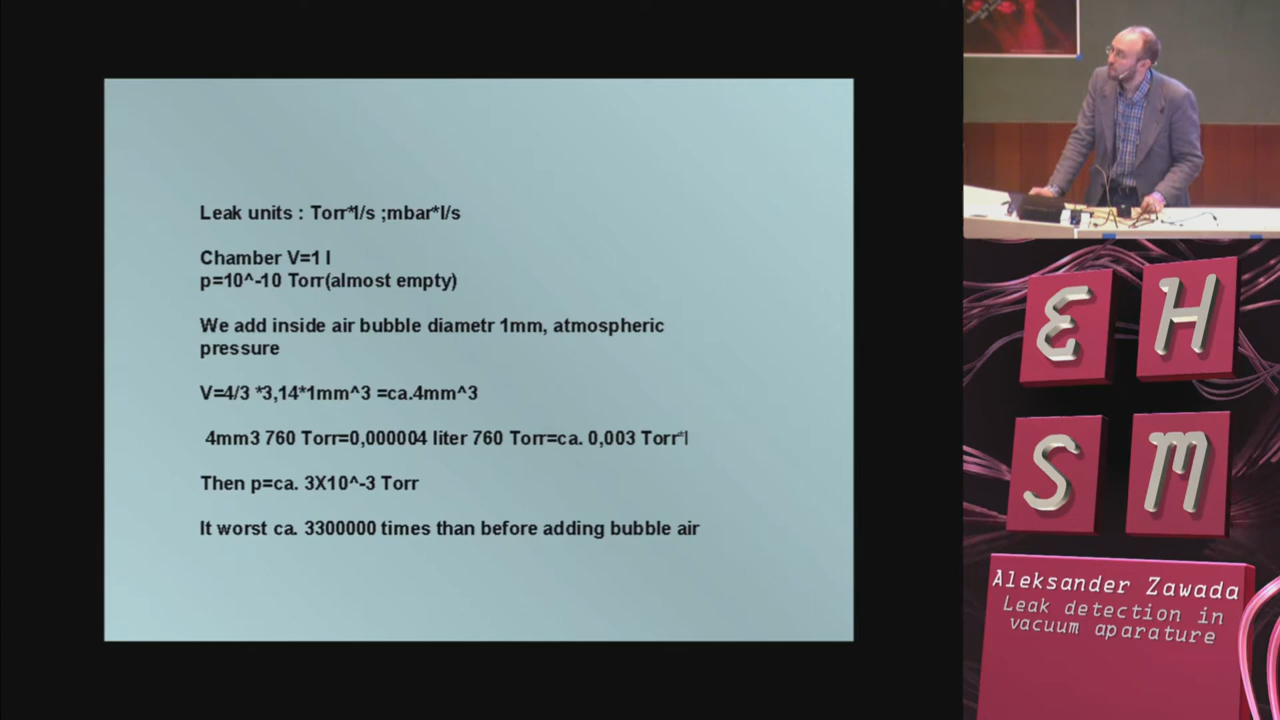 Leak units : Torr*l/s ;mbar*l/s
Chamber V=1 l
p=10^-10 Torr(almost empty)
We add inside air bubble diametr 1mm, atmospheric
pressure
V=4/3 *3,14*1mm^3 =ca.4mm^3
4mm3 760 Torr=0,000004 liter 760 Torr=ca. 0,003 Torr*l
Then p=ca. 3X10^-3 Torr
It worst ca. 3300000 times than before adding bubble air
EH
SM
Aleksander Zawada
Leak detection in
vacuum aparature